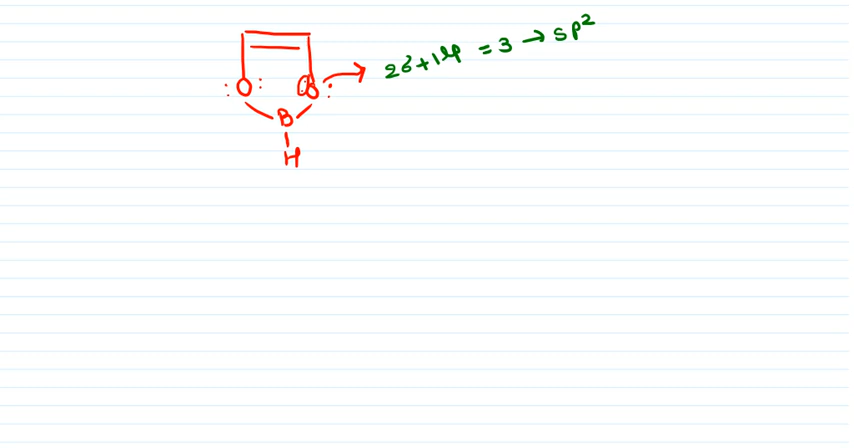 2σ+1lp = 3 → sp²
:O: :O:
B
H